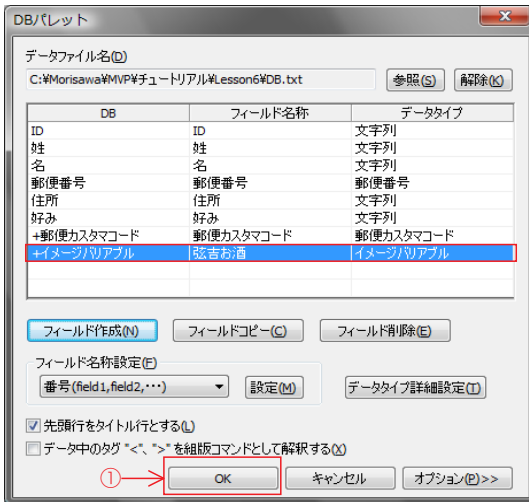 DBパレット
データファイル名(D)
C:¥Morisawa¥MVP¥チュートリアル¥Lesson6¥DB.txt 参照(S) 解除(K)
DB フィールド名称 データタイプ
ID ID 文字列
姓 姓 文字列
名 名 文字列
郵便番号 郵便番号 郵便番号
住所 住所 文字列
好み 好み 文字列
+郵便カスタマコード 郵便カスタマコード 郵便カスタマコード
+イメージバリアブル 弦吉お酒 イメージバリアブル
フィールド作成(N) フィールドコピー(C) フィールド削除(E)
フィールド名称設定(F)
番号(field1,field2,･･･) 設定(M) データタイプ詳細設定(T)
先頭行をタイトル行とする(L)
データ中のタグ "<"、">" を組版コマンドとして解釈する(X)
① OK キャンセル オプション(P)>>